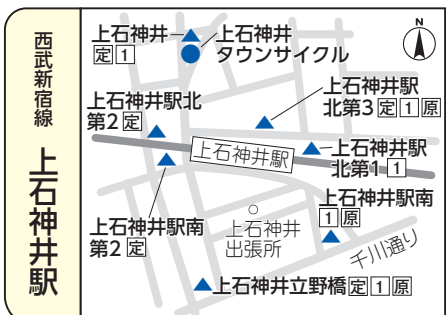 西武新宿線
上石神井駅
上石神井
定1
上石神井
タウンサイクル
N
上石神井駅
北第3定1原
上石神井駅北
第2定
上石神井駅
上石神井駅
北第1 1
上石神井駅南
1原
上石神井駅南
第2定
上石神井
出張所
千川通り
上石神井立野橋定1原